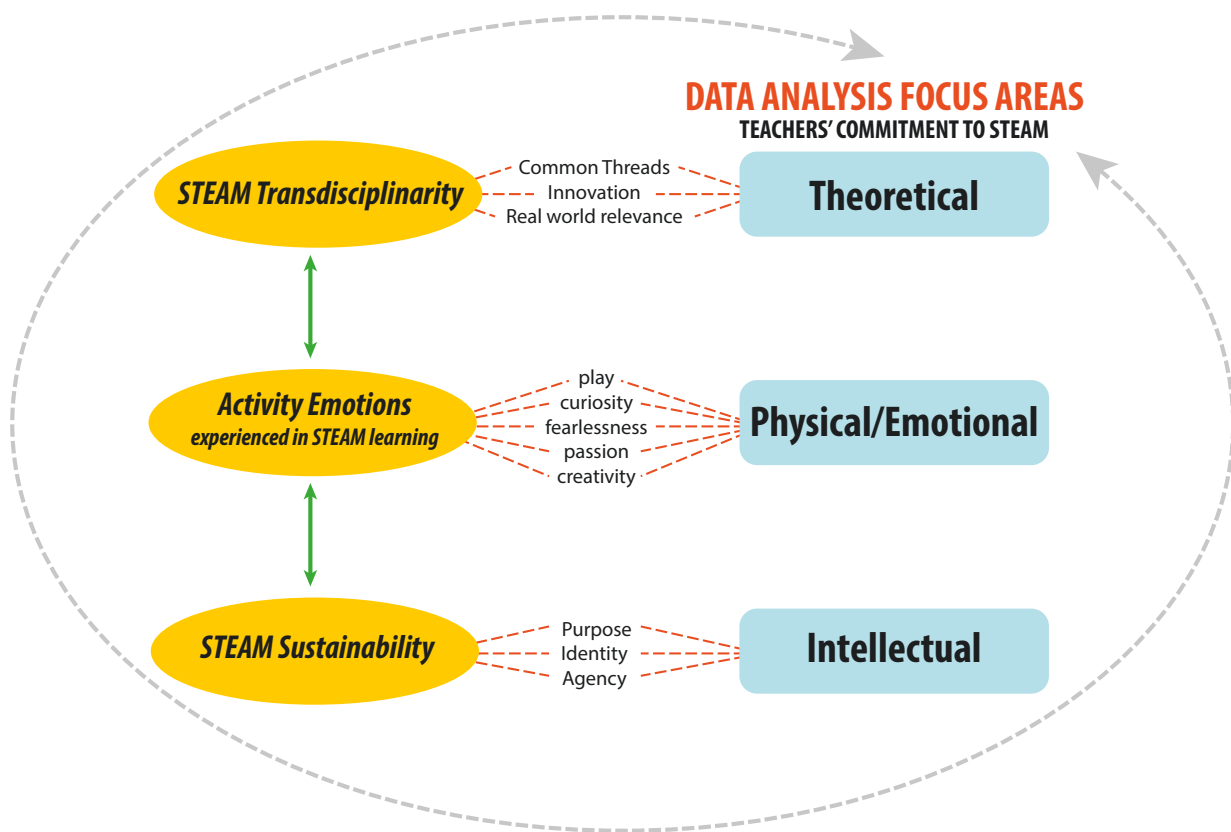 DATA ANALYSIS FOCUS AREAS
TEACHERS’ COMMITMENT TO STEAM
STEAM Transdisciplinarity
Common Threads
Innovation
Real world relevance
Theoretical
Activity Emotions
experienced in STEAM learning
play
curiosity
fearlessness
passion
creativity
Physical/Emotional
STEAM Sustainability
Purpose
Identity
Agency
Intellectual